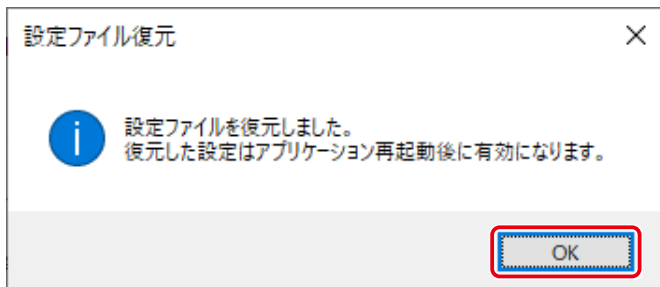 設定ファイル復元
設定ファイルを復元しました。
復元した設定はアプリケーション再起動後に有効になります。
OK